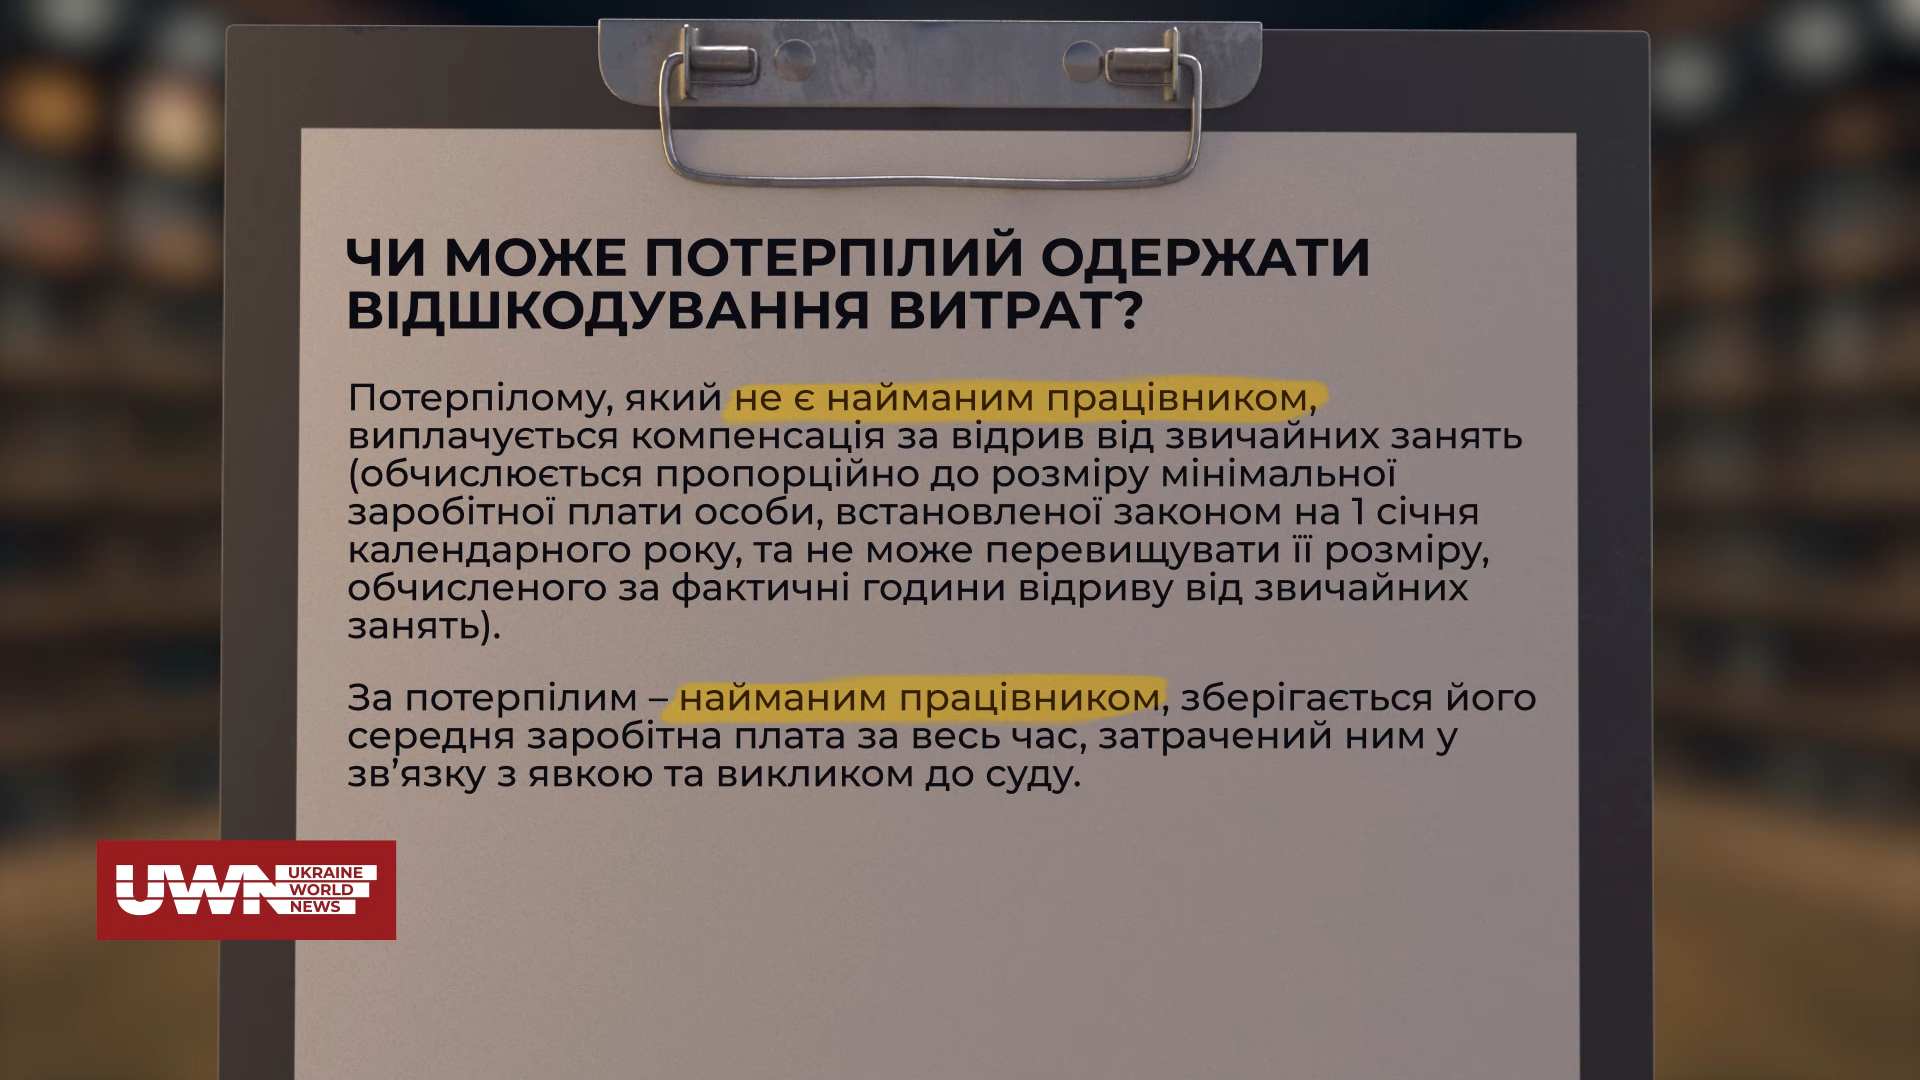 ЧИ МОЖЕ ПОТЕРПІЛИЙ ОДЕРЖАТИ
ВІДШКОДУВАННЯ ВИТРАТ?
Потерпілому, який не є найманим працівником,
виплачується компенсація за відрив від звичайних занять
(обчислюється пропорційно до розміру мінімальної
заробітної плати особи, встановленої законом на 1 січня
календарного року, та не може перевищувати її розміру,
обчисленого за фактичні години відриву від звичайних
занять).
За потерпілим – найманим працівником, зберігається його
середня заробітна плата за весь час, затрачений ним у
зв’язку з явкою та викликом до суду.
UWN UKRAINE
WORLD
NEWS